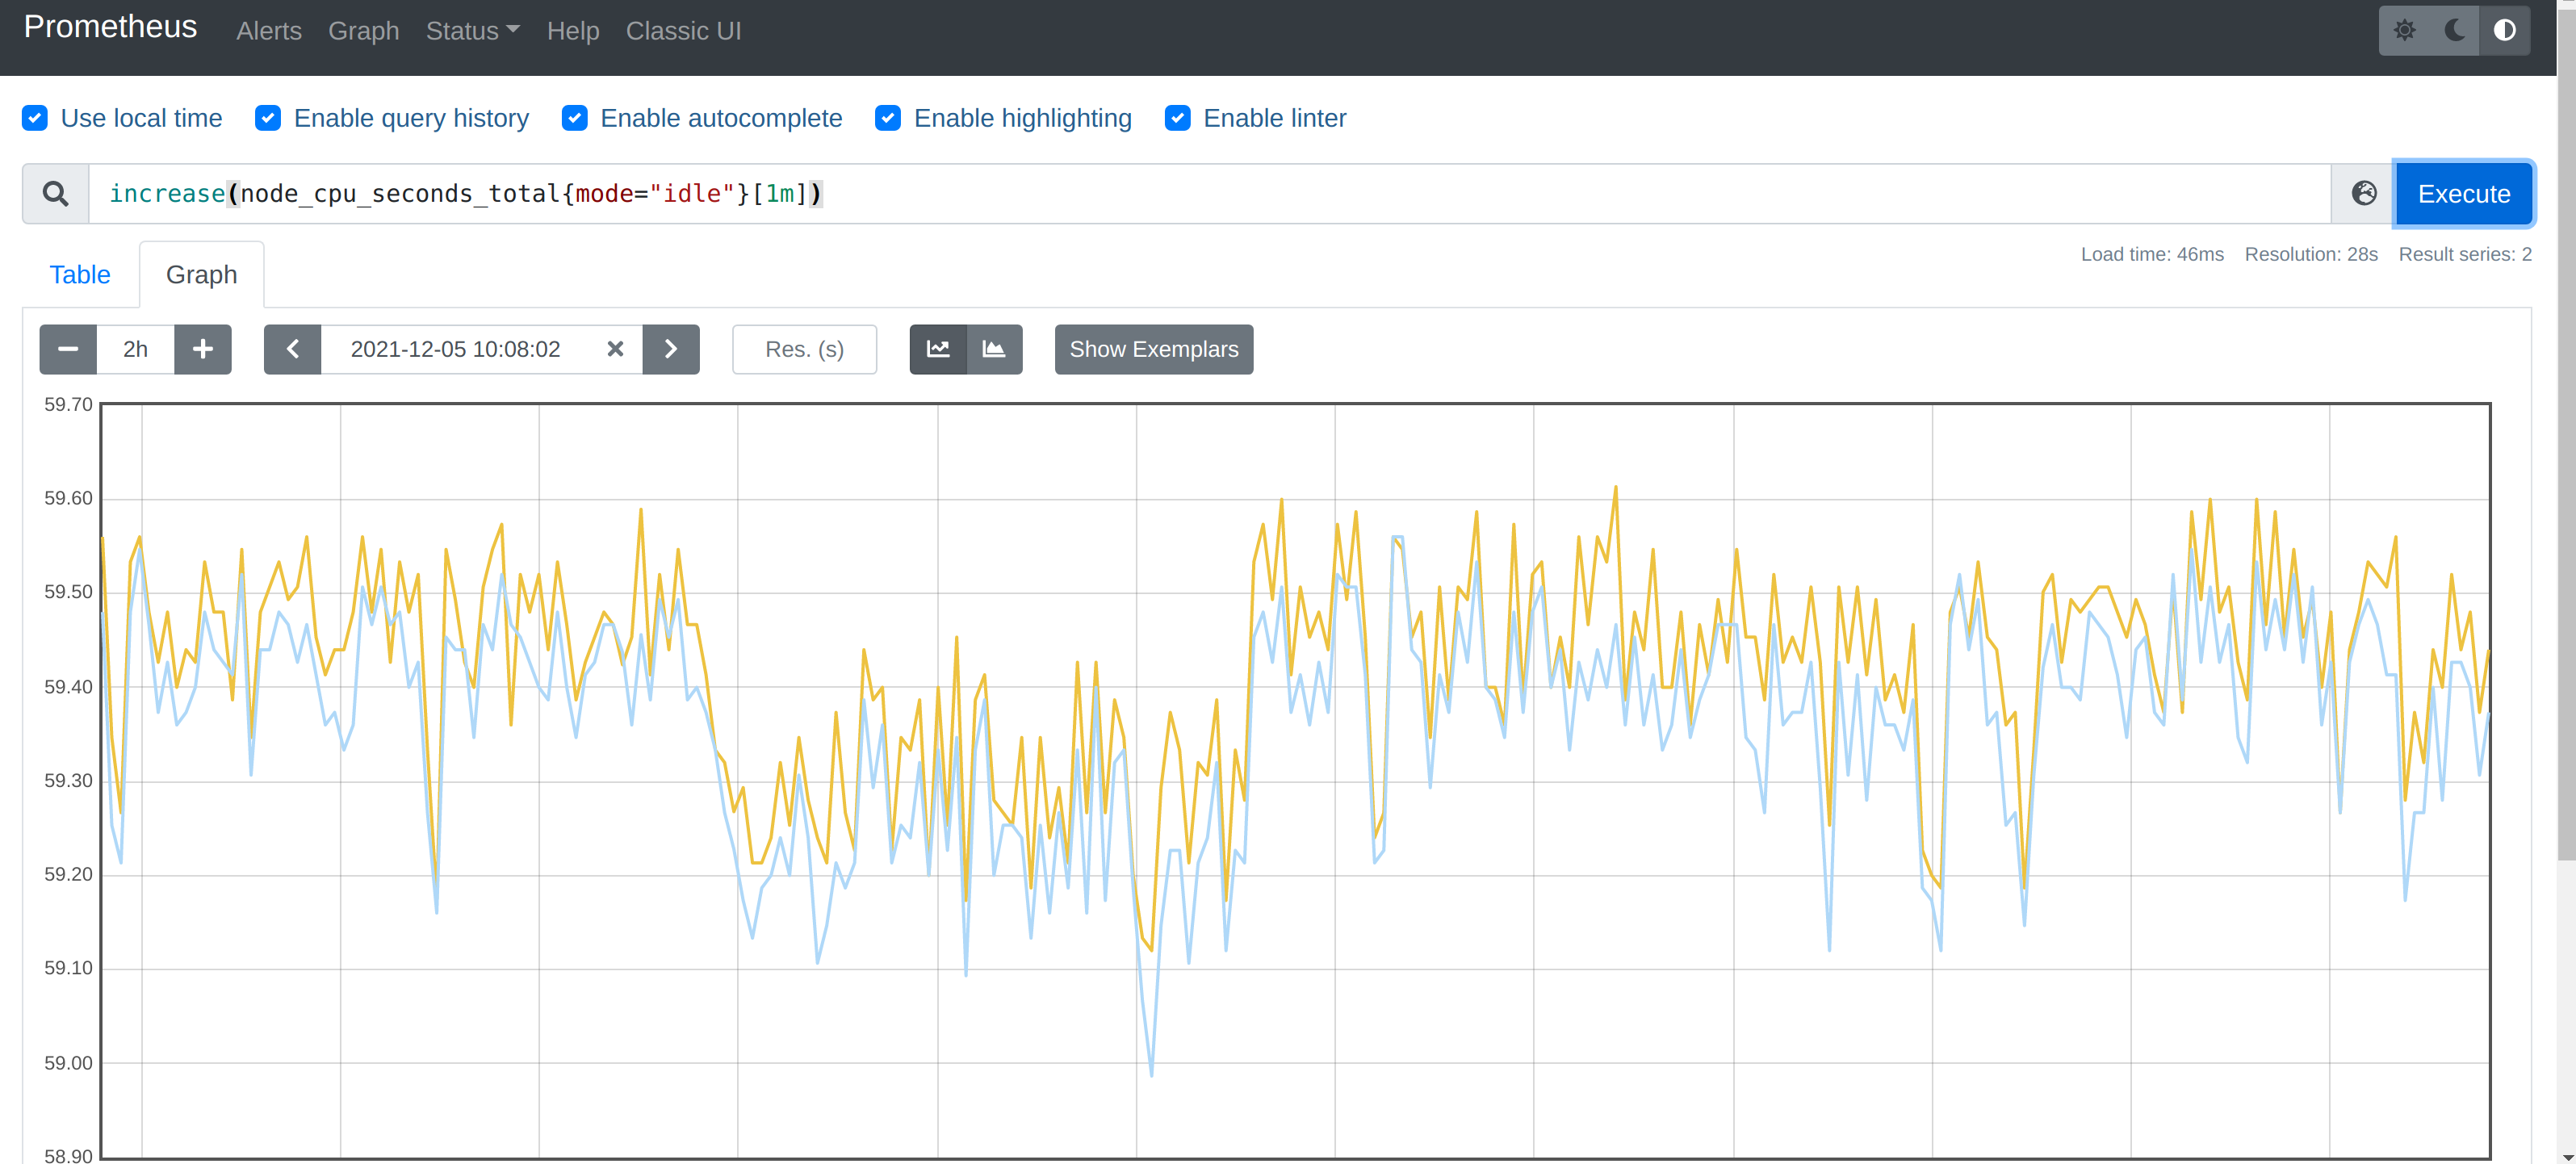 Prometheus Alerts Graph Status Help Classic UI
Use local time Enable query history Enable autocomplete Enable highlighting Enable linter
increase(node_cpu_seconds_total{mode="idle"}[1m]) Execute
Load time: 46ms Resolution: 28s Result series: 2
Table Graph
2h 2021-12-05 10:08:02 Res. (s) Show Exemplars
59.70
59.60
59.50
59.40
59.30
59.20
59.10
59.00
58.90